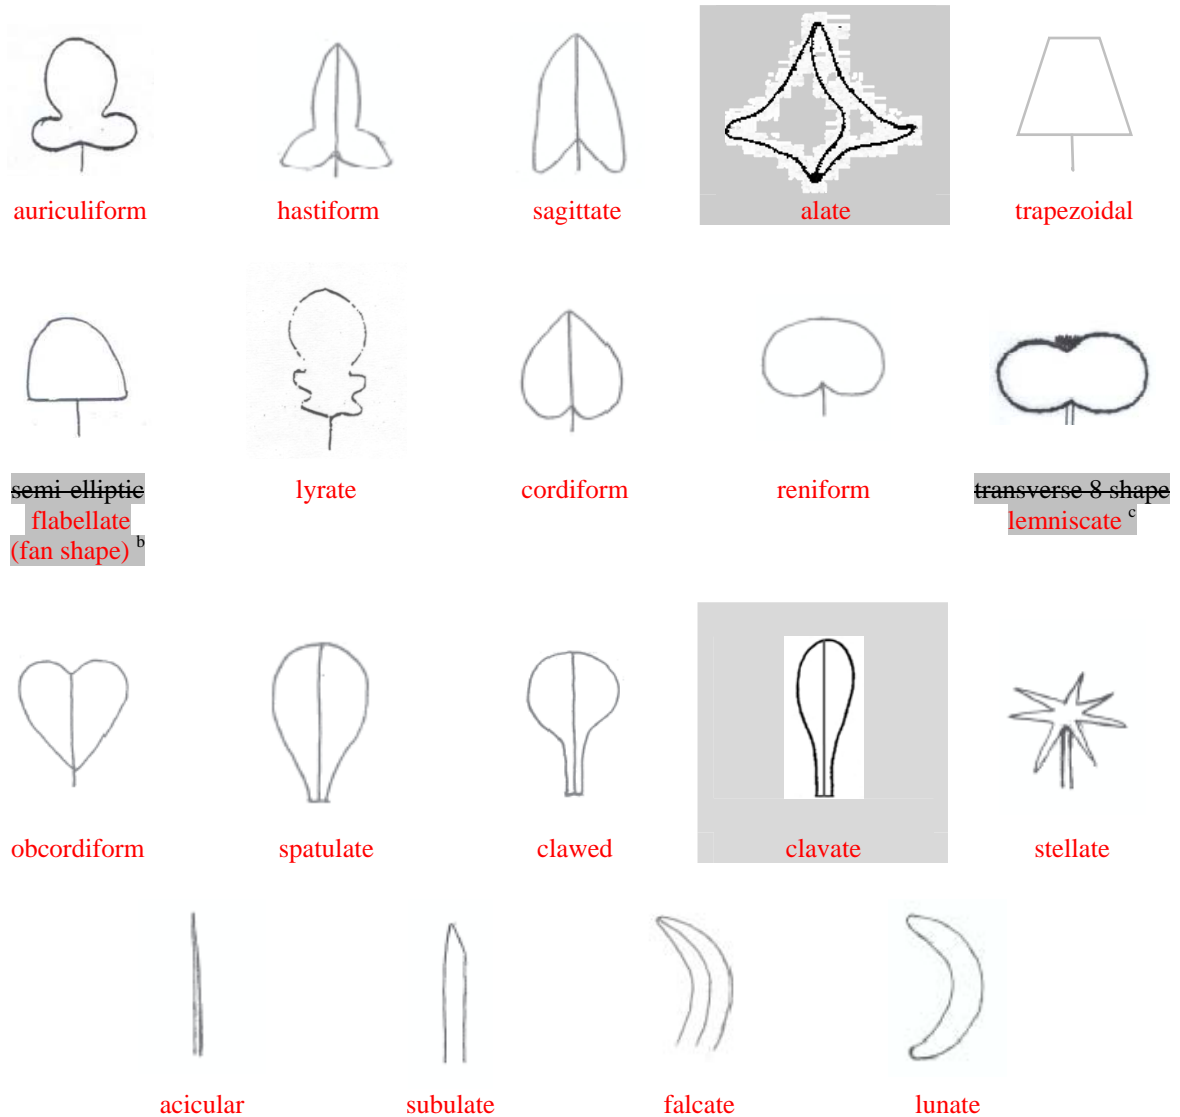 auriculiform
hastiform
sagittate
alate
trapezoidal
semi-elliptic
flabellate
(fan shape) b
lyrate
cordiform
reniform
transverse 8 shape
lemniscate c
obcordiform
spatulate
clawed
clavate
stellate
acicular
subulate
falcate
lunate